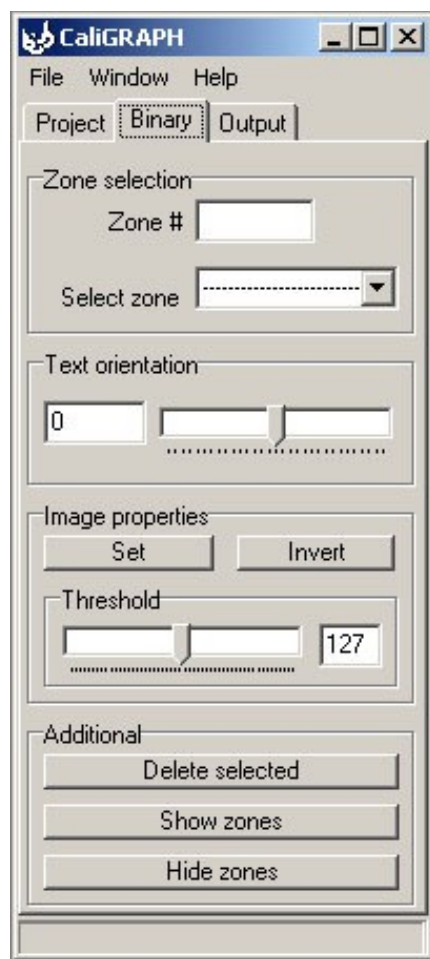 CaliGRAPH
File Window Help
Project Binary Output
Zone selection
Zone #
Select zone
Text orientation
0
Image properties
Set Invert
Threshold
127
Additional
Delete selected
Show zones
Hide zones